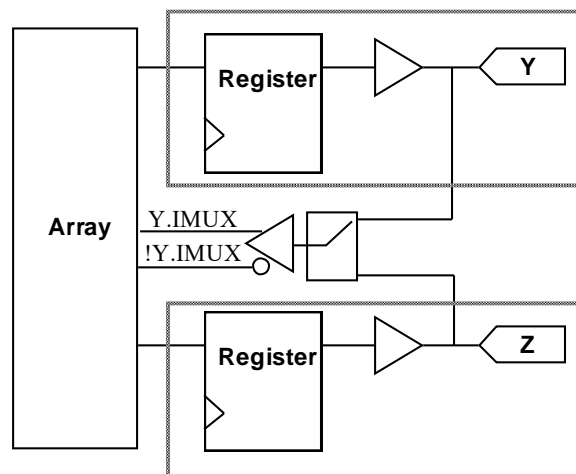 Register
Y
Y.IMUX
Array
!Y.IMUX
Register
Z